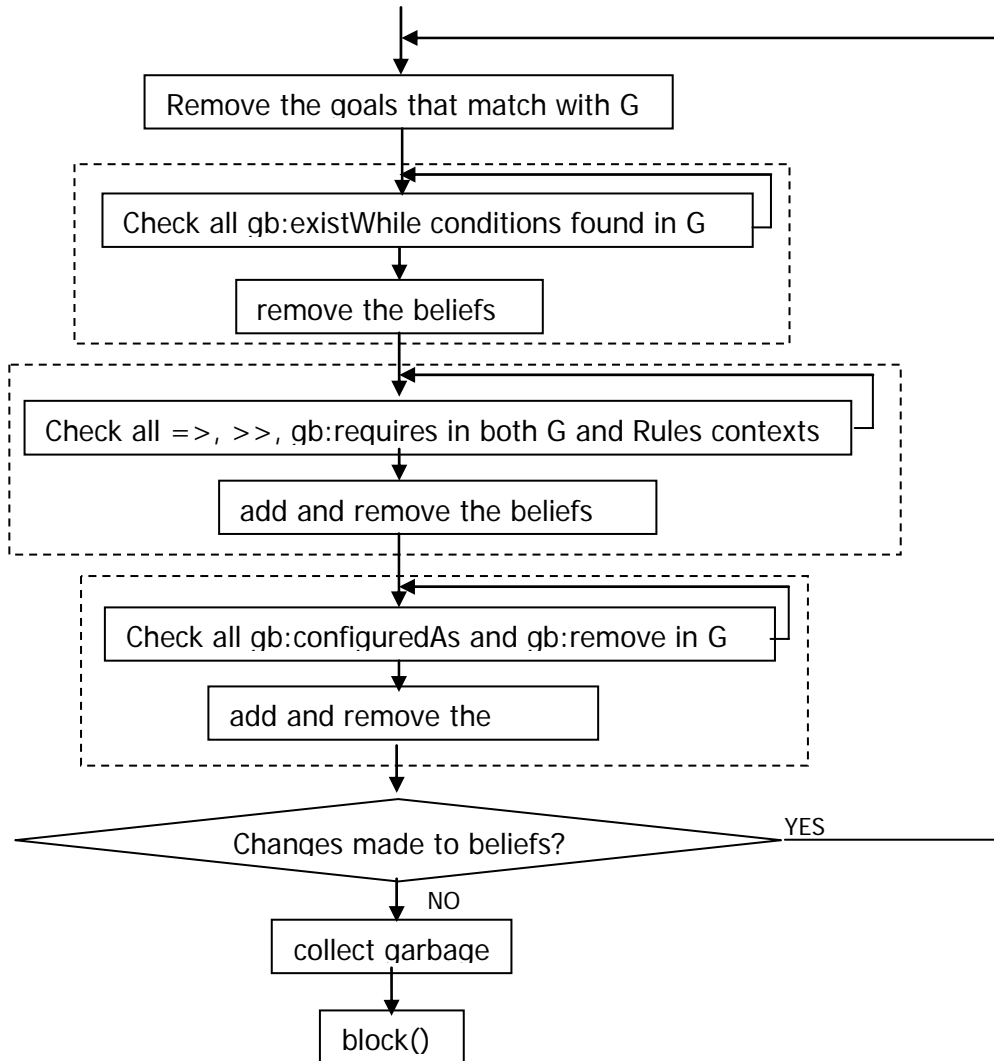 Remove the goals that match with G
Check all gb:existWhile conditions found in G
remove the beliefs
Check all =>, >>, gb:requires in both G and Rules contexts
add and remove the beliefs
Check all gb:configuredAs and gb:remove in G
add and remove the
Changes made to beliefs?
YES
NO
collect garbage
block()